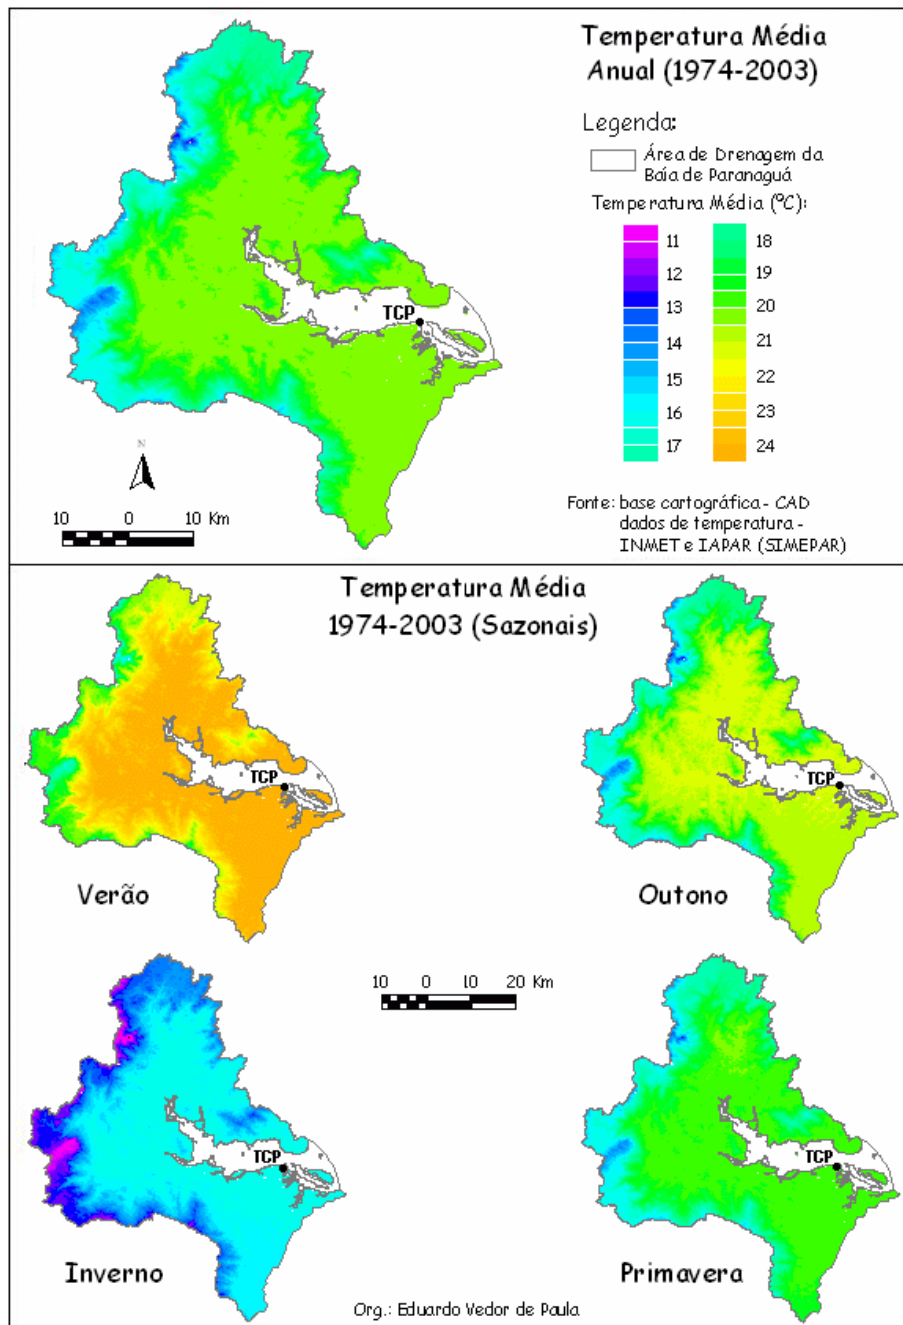 Temperatura Média
Anual (1974-2003)
Legenda:
Área de Drenagem da
Baía de Paranaguá
Temperatura Média (ºC):
11
12
13
14
15
16
17
18
19
20
21
22
23
24
TCP
N
10 0 10 Km
Fonte: base cartográfica - CAD
dados de temperatura -
INMET e IAPAR (SIMEPAR)
Temperatura Média
1974-2003 (Sazonais)
TCP
Verão
TCP
Outono
10 0 10 20 Km
TCP
Inverno
TCP
Primavera
Org.: Eduardo Vedor de Paula